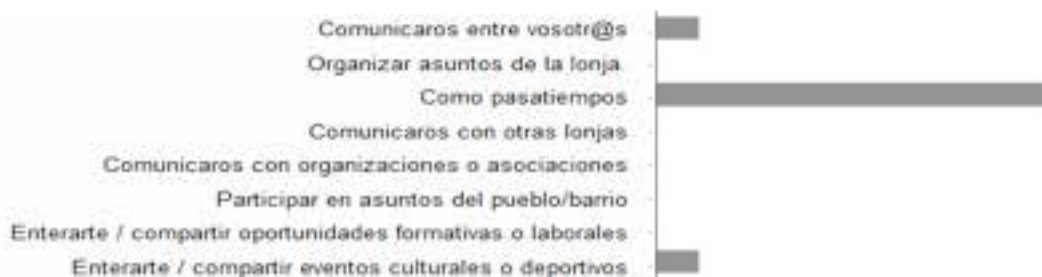 Comunicaros entre vosotr@s
Organizar asuntos de la lonja.
Como pasatiempos
Comunicaros con otras lonjas
Comunicaros con organizaciones o asociaciones
Participar en asuntos del pueblo/barrio
Enterarte / compartir oportunidades formativas o laborales
Enterarte / compartir eventos culturales o deportivos